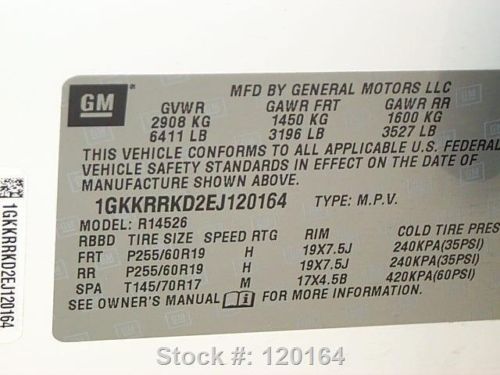 GM
MFD BY GENERAL MOTORS LLC
GVWR GAWR FRT GAWR RR
2908 KG 1450 KG 1600 KG
6411 LB 3196 LB 3527 LB
THIS VEHICLE CONFORMS TO ALL APPLICABLE U.S. FEDERAL
VEHICLE SAFETY STANDARDS IN EFFECT ON THE DATE OF
MANUFACTURE SHOWN ABOVE.
1GKKRRKD2EJ120164 TYPE: M.P.V.
MODEL: R14526
RBBD TIRE SIZE SPEED RTG RIM COLD TIRE PRES
FRT P255/60R19 H 19X7.5J 240KPA(35PSI)
RR P255/60R19 H 19X7.5J 240KPA(35PSI)
SPA T145/70R17 M 17X4.5B 420KPA(60PSI)
SEE OWNER'S MANUAL FOR MORE INFORMATION
1GKKRRKD2EJ120164
Stock #: 120164